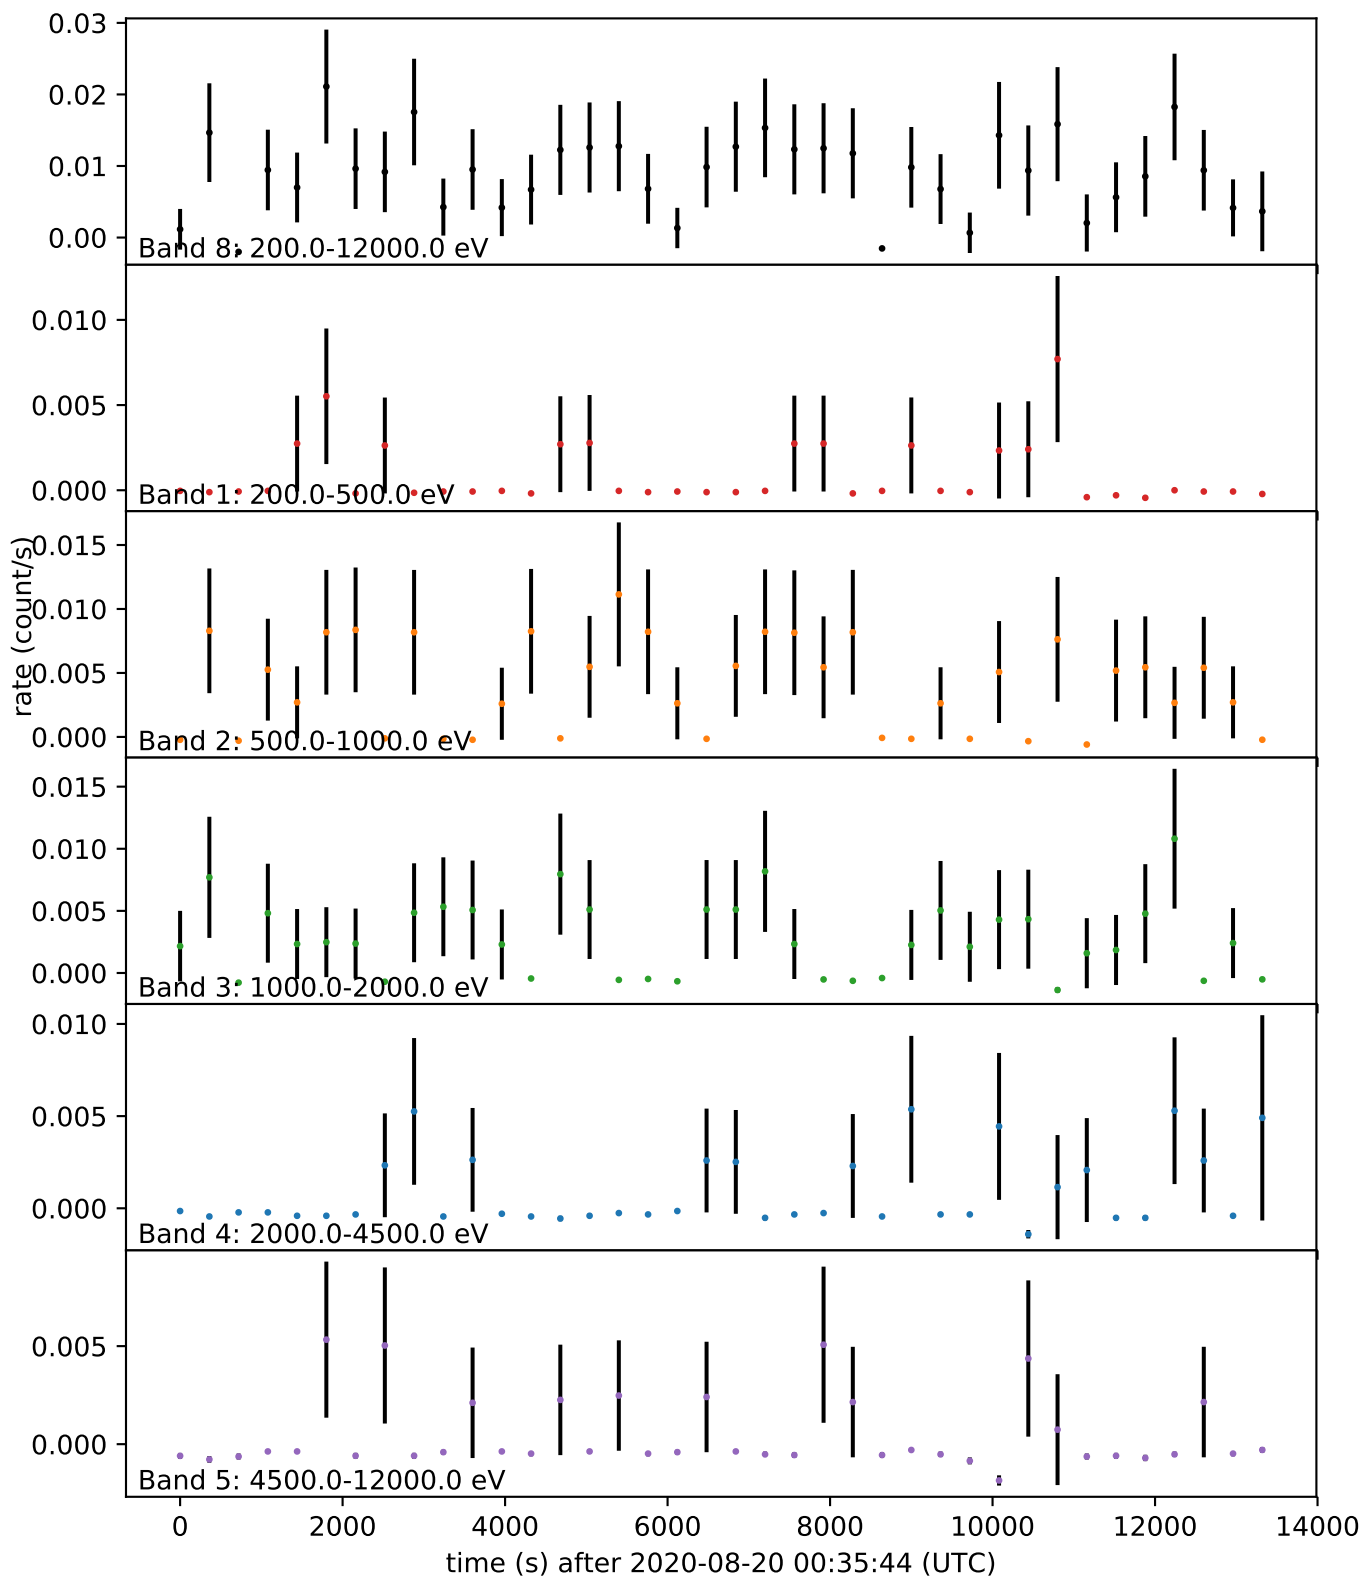 0.03
0.02
0.01
0.00
Band 8: 200.0-12000.0 eV
0.010
0.005
0.000
Band 1: 200.0-500.0 eV
rate (count/s)
0.015
0.010
0.005
0.000
Band 2: 500.0-1000.0 eV
0.015
0.010
0.005
0.000
Band 3: 1000.0-2000.0 eV
0.010
0.005
0.000
Band 4: 2000.0-4500.0 eV
0.005
0.000
Band 5: 4500.0-12000.0 eV
0 2000 4000 6000 8000 10000 12000 14000
time (s) after 2020-08-20 00:35:44 (UTC)